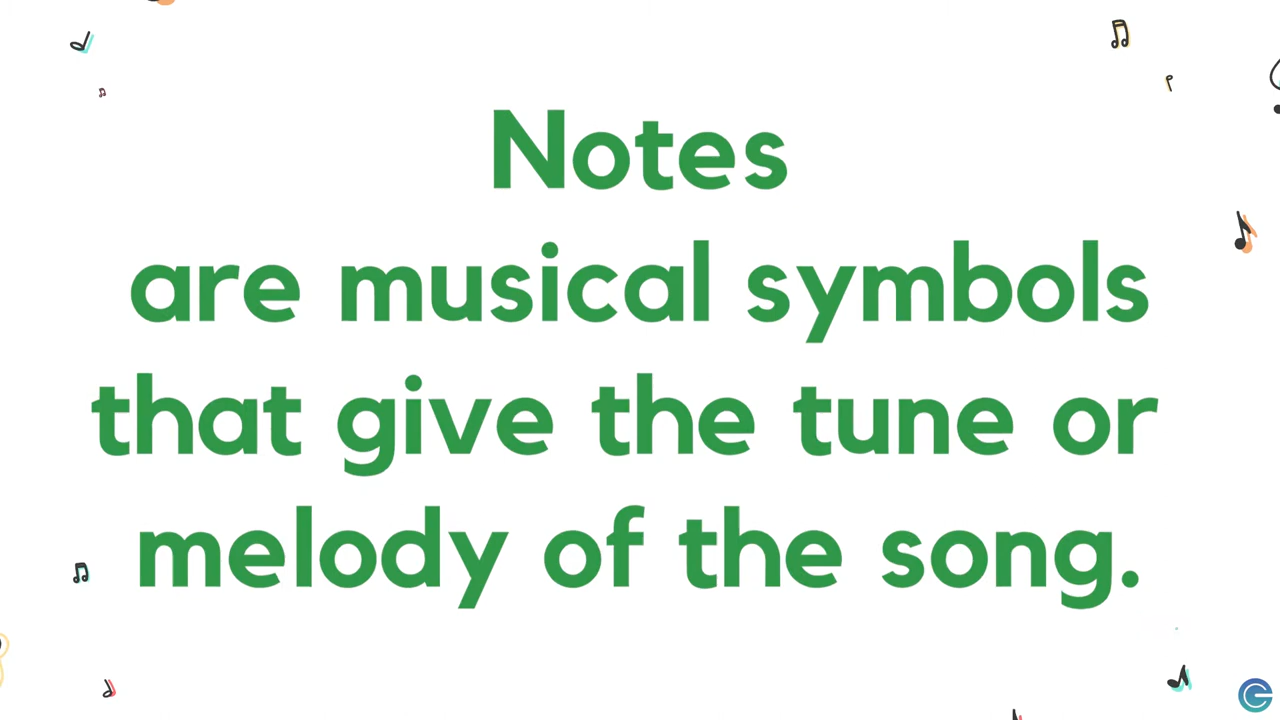 Notes
are musical symbols
that give the tune or
melody of the song.